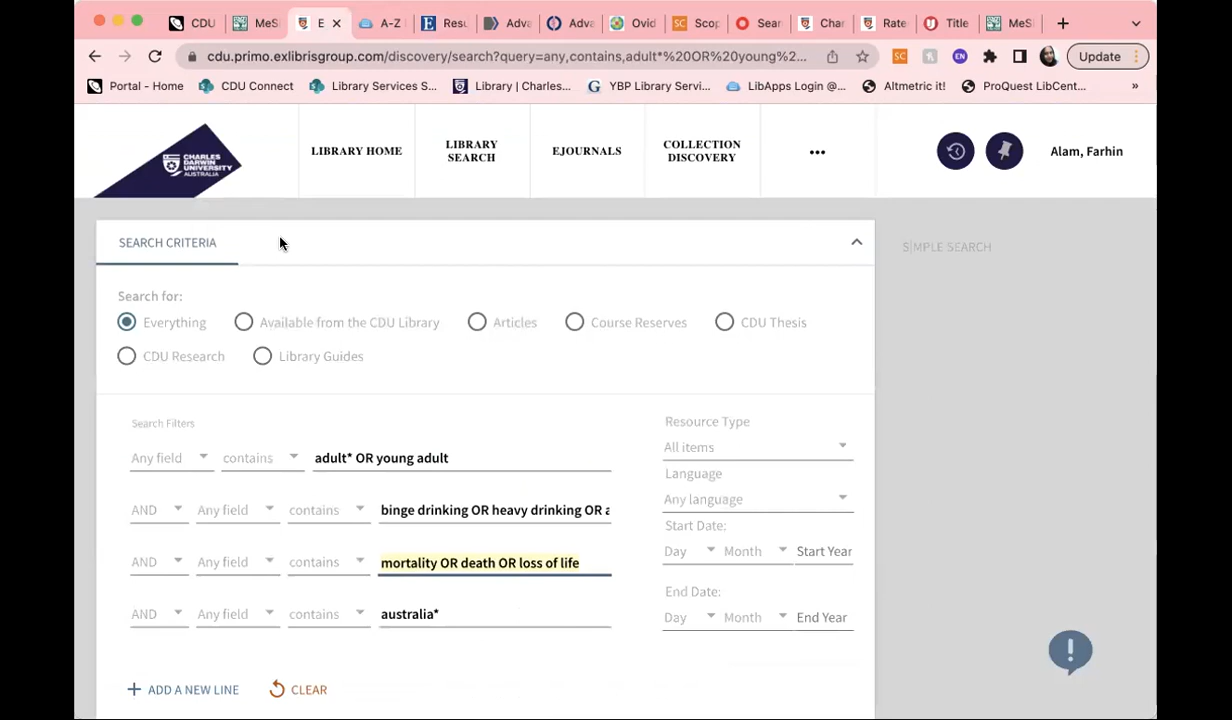 CDU MeS E A-Z Resu Adva Adva Ovid Scop Sear Char Rate Title MeS
cdu.primo.exlibrisgroup.com/discovery/search?query=any,contains,adult*%20OR%20young%2... SC EN Update
Portal - Home CDU Connect Library Services S... Library | Charles... YBP Library Servi... LibApps Login @... Altmetric it! ProQuest LibCent... »
CHARLES DARWIN UNIVERSITY AUSTRALIA
LIBRARY HOME
LIBRARY SEARCH
EJOURNALS
COLLECTION DISCOVERY
•••
Alam, Farhin
SEARCH CRITERIA
SIMPLE SEARCH
Search for:
Everything Available from the CDU Library Articles Course Reserves CDU Thesis
CDU Research Library Guides
Search Filters
Any field contains adult* OR young adult
AND Any field contains binge drinking OR heavy drinking OR a
AND Any field contains mortality OR death OR loss of life
AND Any field contains australia*
Resource Type
All items
Language
Any language
Start Date:
Day Month Start Year
End Date:
Day Month End Year
+ ADD A NEW LINE CLEAR